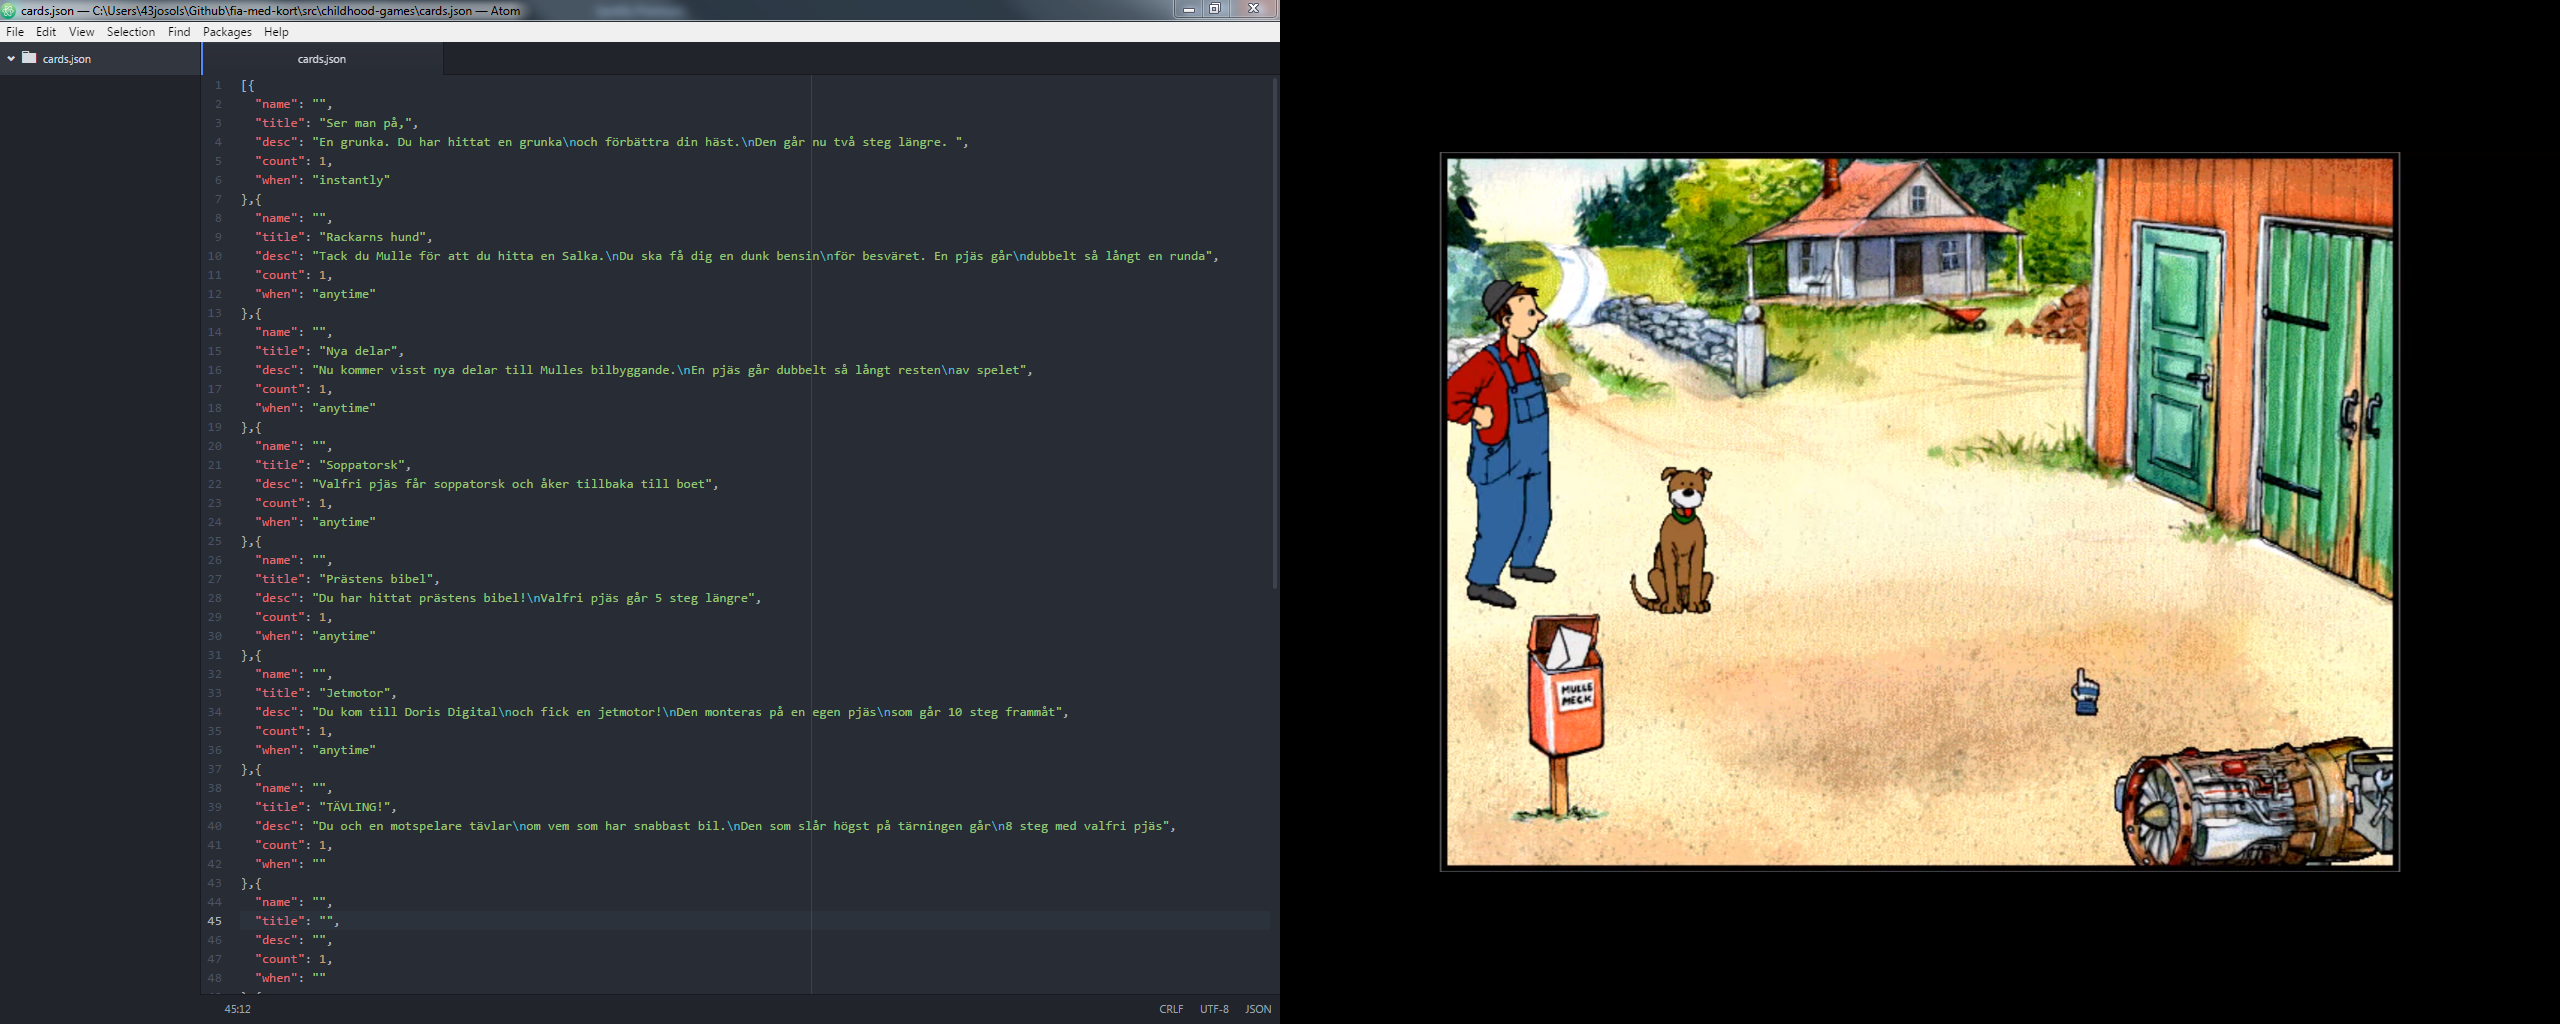 cards.json — C:\Users\43josols\Github\fia-med-kort\src\childhood-games\cards.json — Atom
File Edit View Selection Find Packages Help
cards.json
cards.json
1 [{
2 "name": "",
3 "title": "Ser man på,",
4 "desc": "En grunka. Du har hittat en grunka\noch förbättra din häst.\nDen går nu två steg längre. ",
5 "count": 1,
6 "when": "instantly"
7 },{
8 "name": "",
9 "title": "Rackarns hund",
10 "desc": "Tack du Mulle för att du hitta en Salka.\nDu ska få dig en dunk bensin\nför besväret. En pjäs går\ndubbelt så långt en runda",
11 "count": 1,
12 "when": "anytime"
13 },{
14 "name": "",
15 "title": "Nya delar",
16 "desc": "Nu kommer visst nya delar till Mulles bilbyggande.\nEn pjäs går dubbelt så långt resten\nav spelet",
17 "count": 1,
18 "when": "anytime"
19 },{
20 "name": "",
21 "title": "Soppatorsk",
22 "desc": "Valfri pjäs får soppatorsk och åker tillbaka till boet",
23 "count": 1,
24 "when": "anytime"
25 },{
26 "name": "",
27 "title": "Prästens bibel",
28 "desc": "Du har hittat prästens bibel!\nValfri pjäs går 5 steg längre",
29 "count": 1,
30 "when": "anytime"
31 },{
32 "name": "",
33 "title": "Jetmotor",
34 "desc": "Du kom till Doris Digital\noch fick en jetmotor!\nDen monteras på en egen pjäs\nsom går 10 steg frammåt",
35 "count": 1,
36 "when": "anytime"
37 },{
38 "name": "",
39 "title": "TÄVLING!",
40 "desc": "Du och en motspelare tävlar\nom vem som har snabbast bil.\nDen som slår högst på tärningen går\n8 steg med valfri pjäs",
41 "count": 1,
42 "when": ""
43 },{
44 "name": "",
45 "title": "",
46 "desc": "",
47 "count": 1,
48 "when": ""
45:12 CRLF UTF-8 JSON
MULLE
MECK